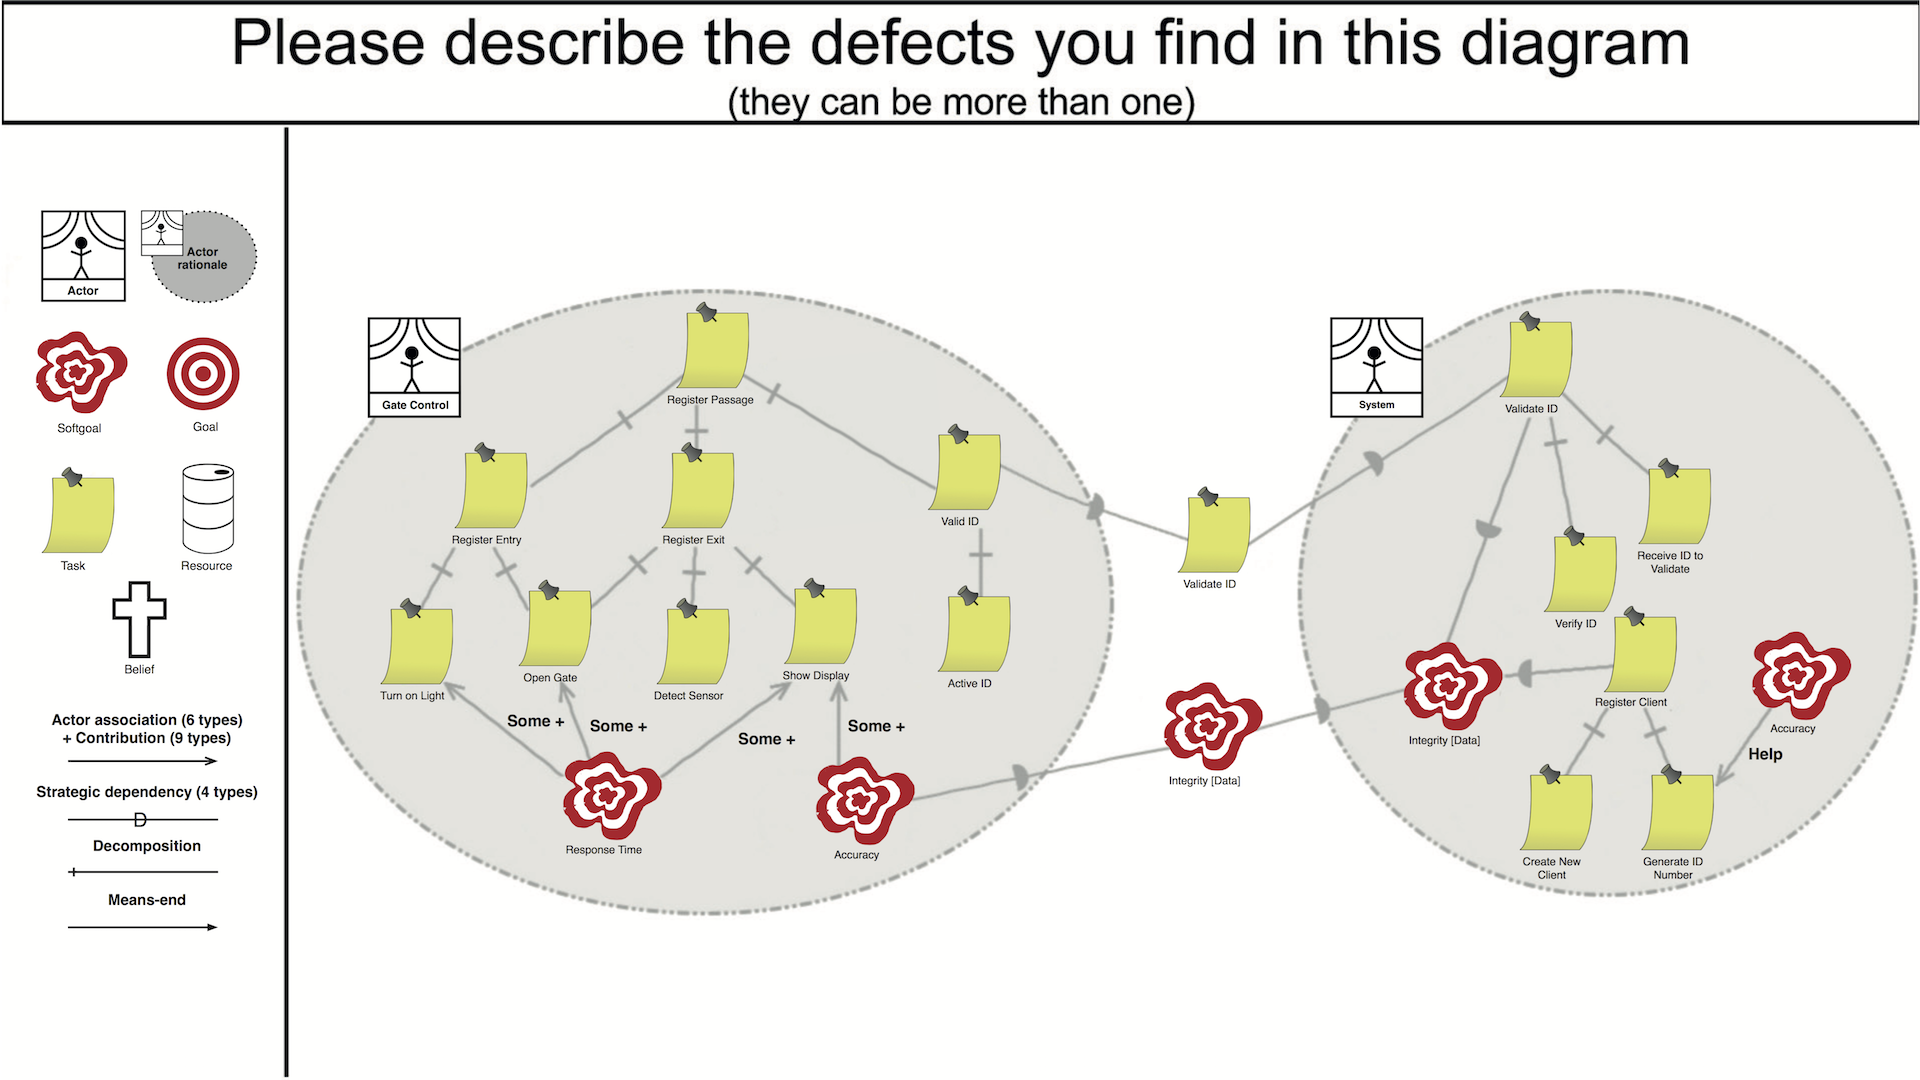 Please describe the defects you find in this diagram
(they can be more than one)
Actor
Actor
rationale
Softgoal
Goal
Task
Resource
Belief
Actor association (6 types)
+ Contribution (9 types)
Strategic dependency (4 types)
D
Decomposition
Means-end
Gate Control
Register Passage
Register Entry
Register Exit
Valid ID
Turn on Light
Open Gate
Detect Sensor
Show Display
Active ID
Some +
Some +
Some +
Some +
Response Time
Accuracy
Validate ID
Integrity [Data]
System
Validate ID
Receive ID to
Validate
Verify ID
Register Client
Integrity [Data]
Accuracy
Help
Create New
Client
Generate ID
Number